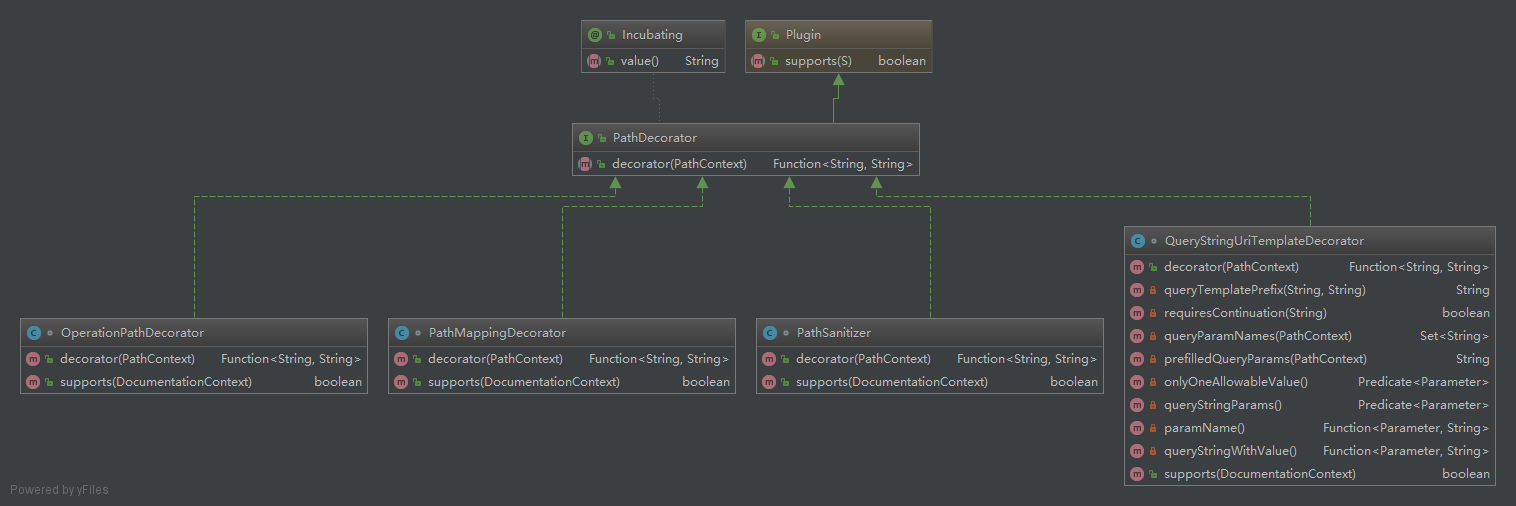 Incubating
value() String
Plugin
supports(S) boolean
PathDecorator
decorator(PathContext) Function<String, String>
OperationPathDecorator
decorator(PathContext) Function<String, String>
supports(DocumentationContext) boolean
PathMappingDecorator
decorator(PathContext) Function<String, String>
supports(DocumentationContext) boolean
PathSanitizer
decorator(PathContext) Function<String, String>
supports(DocumentationContext) boolean
QueryStringUriTemplateDecorator
decorator(PathContext) Function<String, String>
queryTemplatePrefix(String, String) String
requiresContinuation(String) boolean
queryParamNames(PathContext) Set<String>
prefilledQueryParams(PathContext) String
onlyOneAllowableValue() Predicate<Parameter>
queryStringParams() Predicate<Parameter>
paramName() Function<Parameter, String>
queryStringWithValue() Function<Parameter, String>
supports(DocumentationContext) boolean
Powered by yFiles